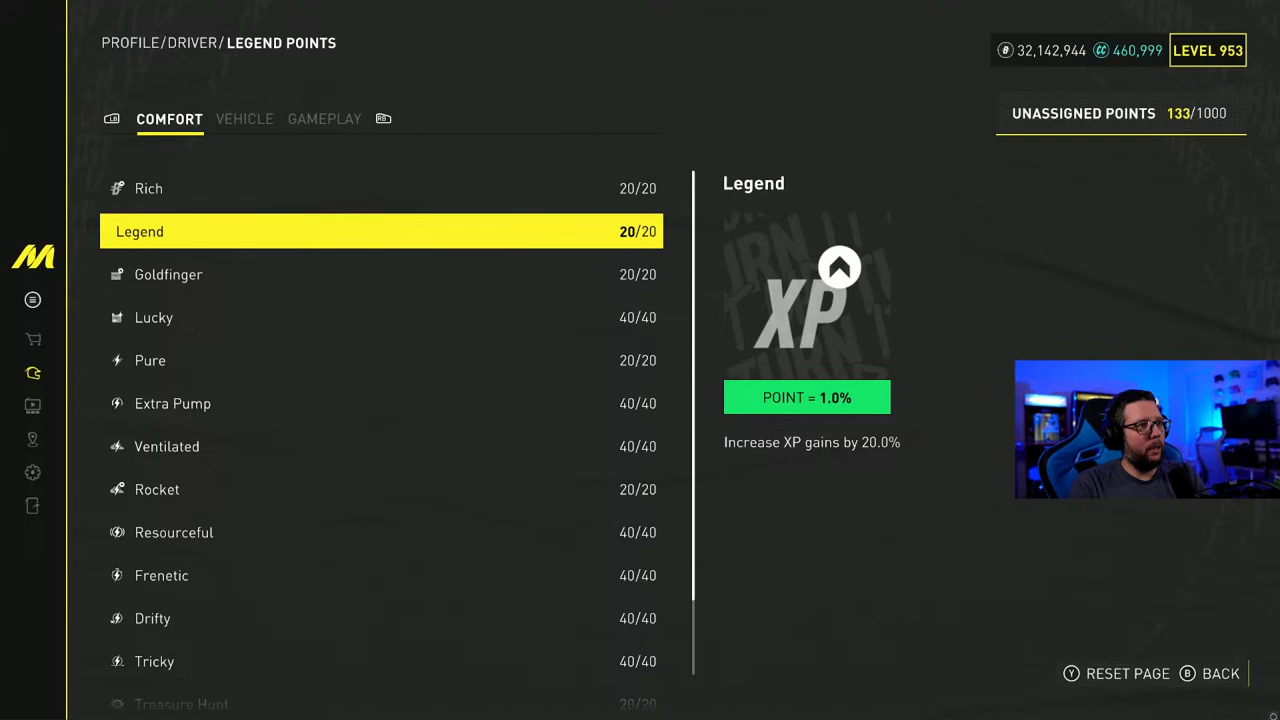 PROFILE/DRIVER/LEGEND POINTS
32,142,944 460,999 LEVEL 953
LB COMFORT VEHICLE GAMEPLAY RB
UNASSIGNED POINTS 133/1000
Rich 20/20
Legend 20/20
Goldfinger 20/20
Lucky 40/40
Pure 20/20
Extra Pump 40/40
Ventilated 40/40
Rocket 20/20
Resourceful 40/40
Frenetic 40/40
Drifty 40/40
Tricky 40/40
Treasure Hunt 20/20
Legend
XP
POINT = 1.0%
Increase XP gains by 20.0%
Y RESET PAGE B BACK